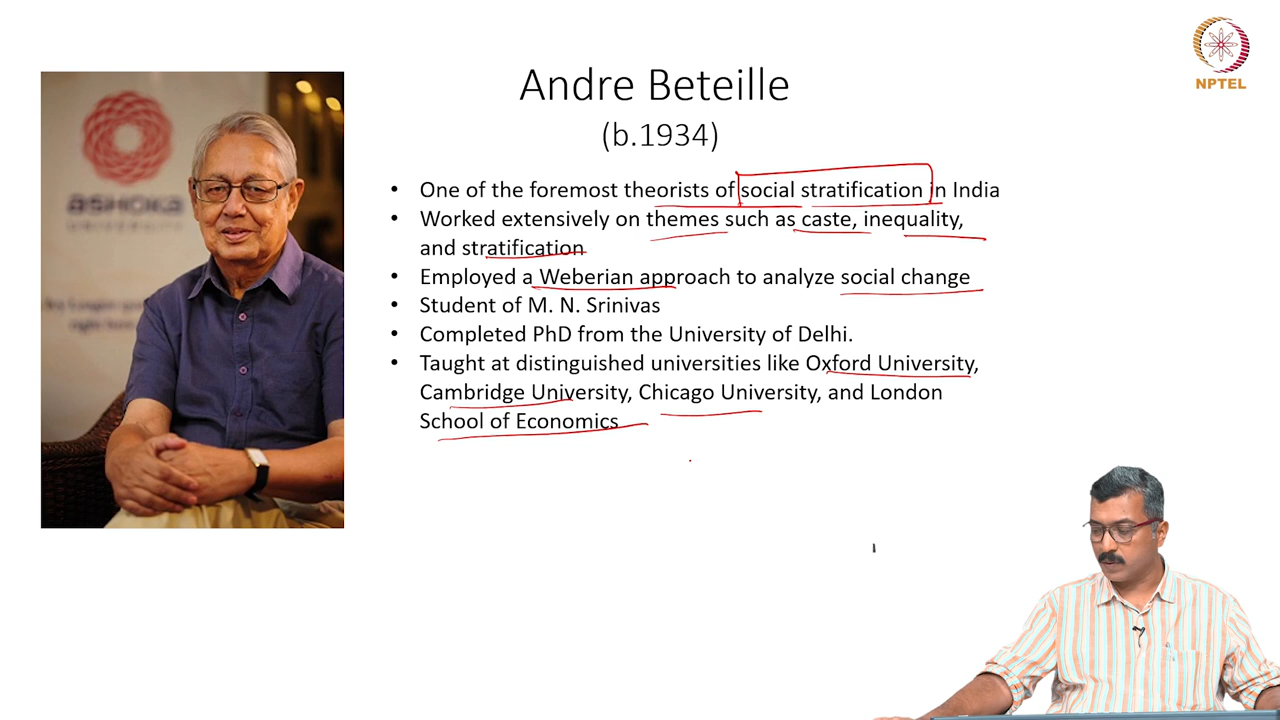 NPTEL
Andre Beteille
(b.1934)
ASHOKA
UNIVERSITY
• One of the foremost theorists of social stratification in India
• Worked extensively on themes such as caste, inequality,
and stratification
• Employed a Weberian approach to analyze social change
• Student of M. N. Srinivas
• Completed PhD from the University of Delhi.
• Taught at distinguished universities like Oxford University,
Cambridge University, Chicago University, and London
School of Economics